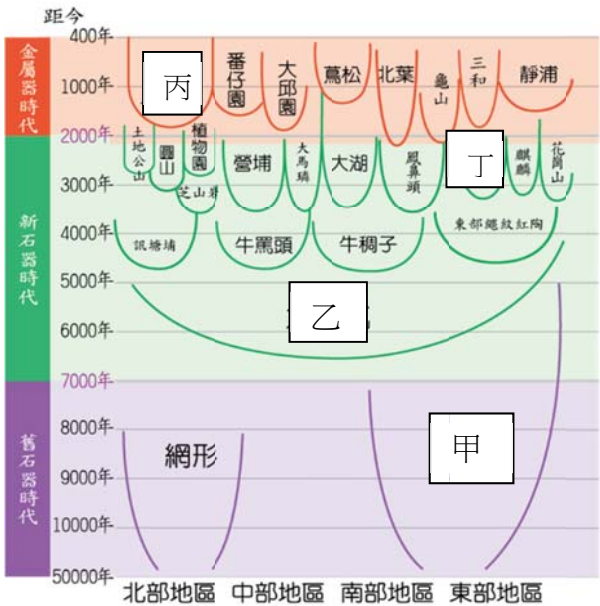 距今
400年
1000年
2000年
3000年
4000年
5000年
6000年
7000年
8000年
9000年
10000年
50000年
金屬器時代
新石器時代
舊石器時代
丙
番仔園
大邱園
蔦松
北葉
龜山
三和
靜浦
土地公山
圓山
植物園
芝山岩
營埔
大馬璘
大湖
鳳鼻頭
丁
麒麟
花崗山
訊塘埔
牛罵頭
牛稠子
東部繩紋紅陶
乙
網形
甲
北部地區 中部地區 南部地區 東部地區